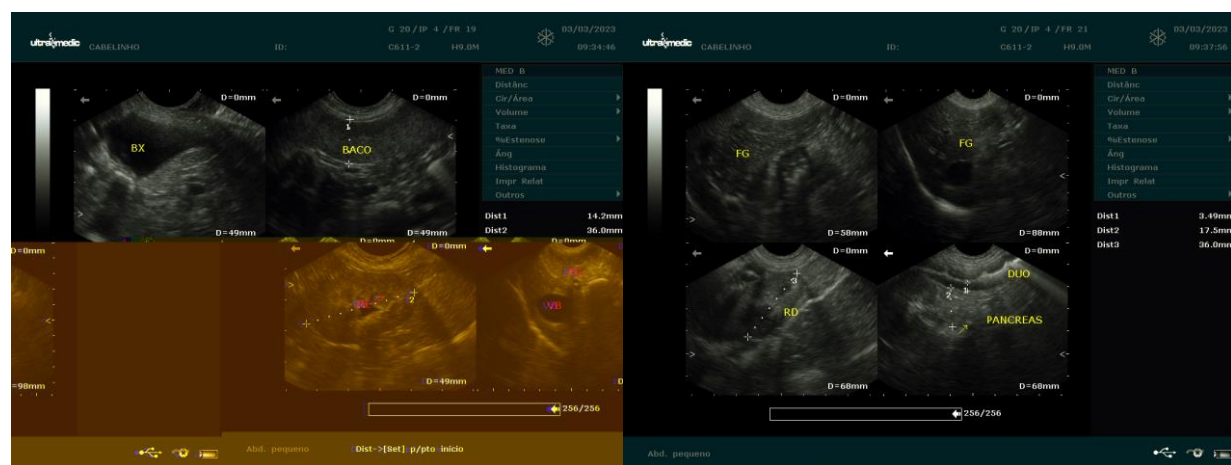 ultramedic CABELINHO ID: G 20/IP 4 /FR 19 03/03/2023
C611-2 H9.0M 09:34:46
MED B
Distânc
Cir/Área
Volume
Taxa
%Estenose
Âng
Histograma
Impr Relat
Outros
Dist1 14.2mm
Dist2 36.0mm
D=0mm D=0mm
BX BACO
D=49mm D=49mm
D=0mm D=0mm D=0mm
D=98mm D=49mm
256/256
Abd. pequeno Dist->[Set] p/pto início
ultramedic CABELINHO ID: G 20/IP 4 /FR 21 03/03/2023
C611-2 H9.0M 09:37:56
MED B
Distânc
Cir/Área
Volume
Taxa
%Estenose
Âng
Histograma
Impr Relat
Outros
Dist1 3.49mm
Dist2 17.5mm
Dist3 36.0mm
D=0mm D=0mm
FG FG
D=58mm D=88mm
D=0mm D=0mm
DUO
RD PANCREAS
D=68mm D=68mm
256/256
Abd. pequeno